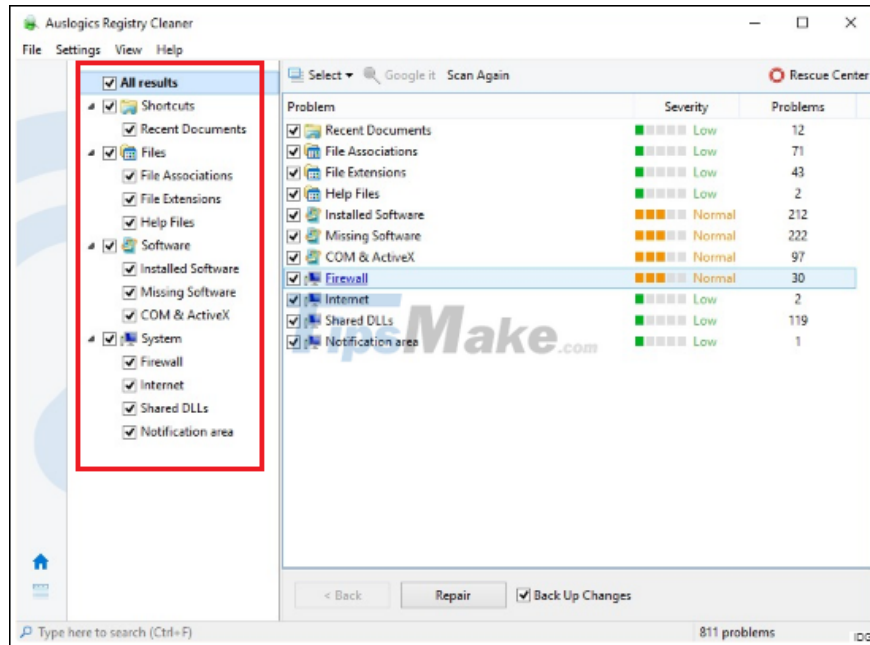 Auslogics Registry Cleaner
File Settings View Help
All results
Shortcuts
Recent Documents
Files
File Associations
File Extensions
Help Files
Software
Installed Software
Missing Software
COM & ActiveX
System
Firewall
Internet
Shared DLLs
Notification area
Select Google it Scan Again Rescue Center
Problem Severity Problems
Recent Documents Low 12
File Associations Low 71
File Extensions Low 43
Help Files Low 2
Installed Software Normal 212
Missing Software Normal 222
COM & ActiveX Normal 97
Firewall Normal 30
Internet Low 2
Shared DLLs Low 119
Notification area Low 1
TipsMake.com
< Back Repair Back Up Changes
Type here to search (Ctrl+F) 811 problems
IDG